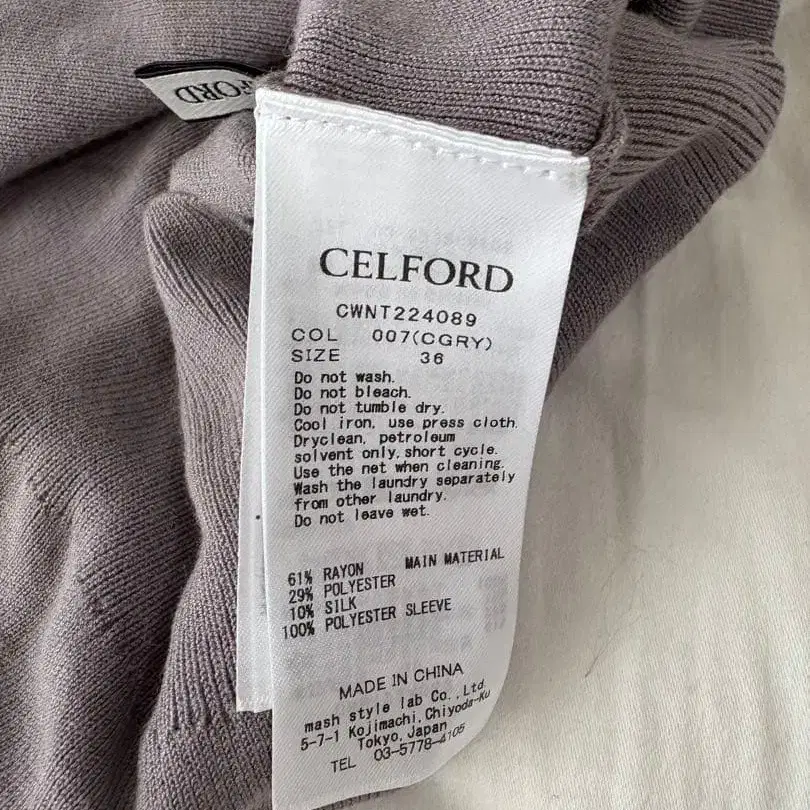 FORD
CELFORD
CWNT224089
COL 007(CGRY)
SIZE 36
Do not wash.
Do not bleach.
Do not tumble dry.
Cool iron, use press cloth.
Dryclean, petroleum
solvent only, short cycle.
Use the net when cleaning.
Wash the laundry separately
from other laundry.
Do not leave wet.
61% RAYON MAIN MATERIAL
29% POLYESTER
10% SILK
100% POLYESTER SLEEVE
MADE IN CHINA
mash style lab Co.,Ltd.
5-7-1 Kojimachi, Chiyoda-Ku
Tokyo, Japan
TEL 03-5778-4105